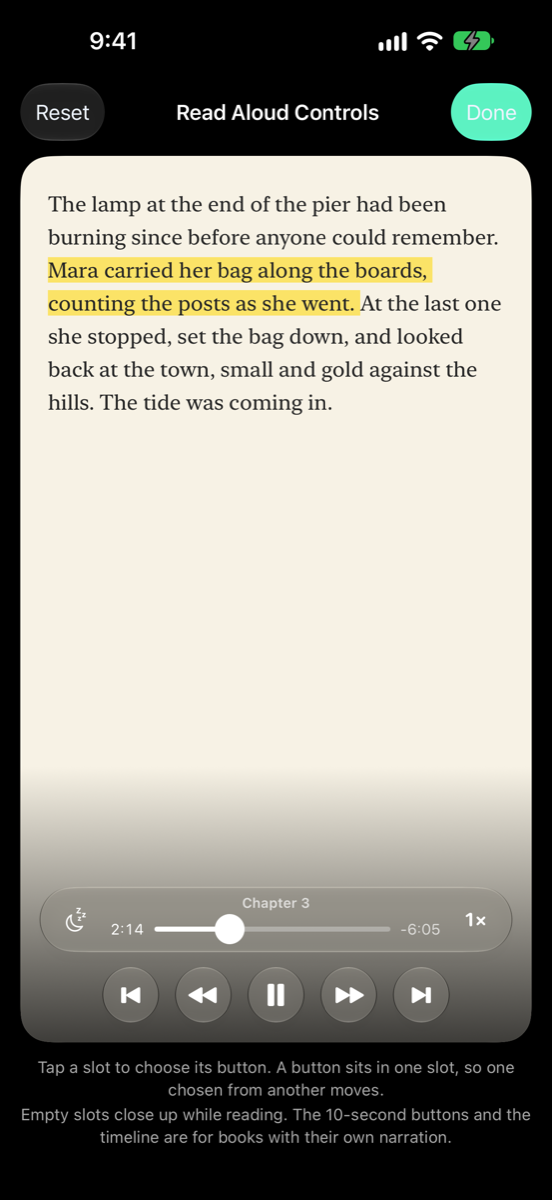 9:41
Reset
Read Aloud Controls
Done
The lamp at the end of the pier had been
burning since before anyone could remember.
Mara carried her bag along the boards,
counting the posts as she went. At the last one
she stopped, set the bag down, and looked
back at the town, small and gold against the
hills. The tide was coming in.
Chapter 3
2:14
-6:05
1×
Tap a slot to choose its button. A button sits in one slot, so one
chosen from another moves.
Empty slots close up while reading. The 10-second buttons and the
timeline are for books with their own narration.